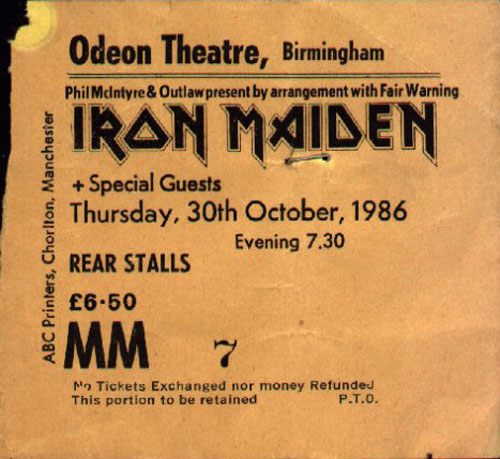 Odeon Theatre, Birmingham
Phil McIntyre & Outlaw present by arrangement with Fair Warning
IRON MAIDEN
+ Special Guests
Thursday, 30th October, 1986
Evening 7.30
REAR STALLS
£6·50
MM 7
No Tickets Exchanged nor money Refunded
This portion to be retained P.T.O.
ABC Printers, Chorlton, Manchester